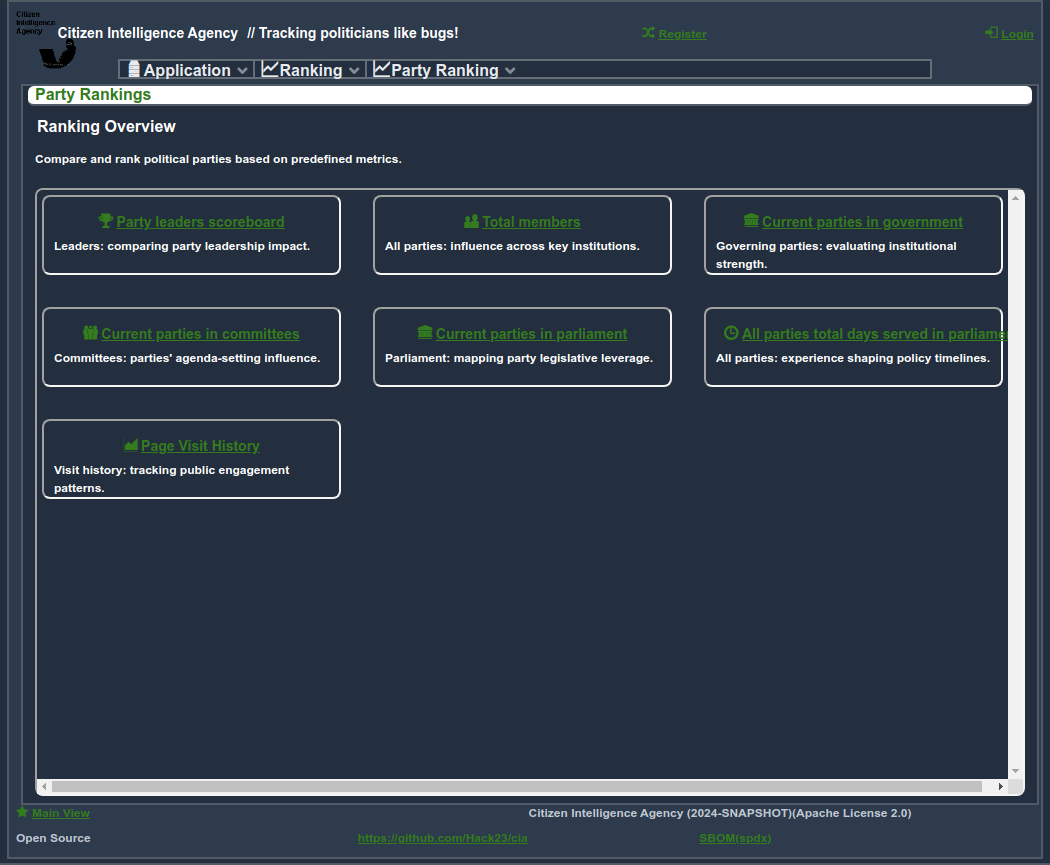 Citizen
Intelligence
Agency
Citizen Intelligence Agency // Tracking politicians like bugs!
Register
Login
Application
Ranking
Party Ranking
Party Rankings
Ranking Overview
Compare and rank political parties based on predefined metrics.
Party leaders scoreboard
Leaders: comparing party leadership impact.
Total members
All parties: influence across key institutions.
Current parties in government
Governing parties: evaluating institutional
strength.
Current parties in committees
Committees: parties' agenda-setting influence.
Current parties in parliament
Parliament: mapping party legislative leverage.
All parties total days served in parliame
All parties: experience shaping policy timelines.
Page Visit History
Visit history: tracking public engagement
patterns.
Main View
Citizen Intelligence Agency (2024-SNAPSHOT)(Apache License 2.0)
Open Source
https://github.com/Hack23/cia
SBOM(spdx)